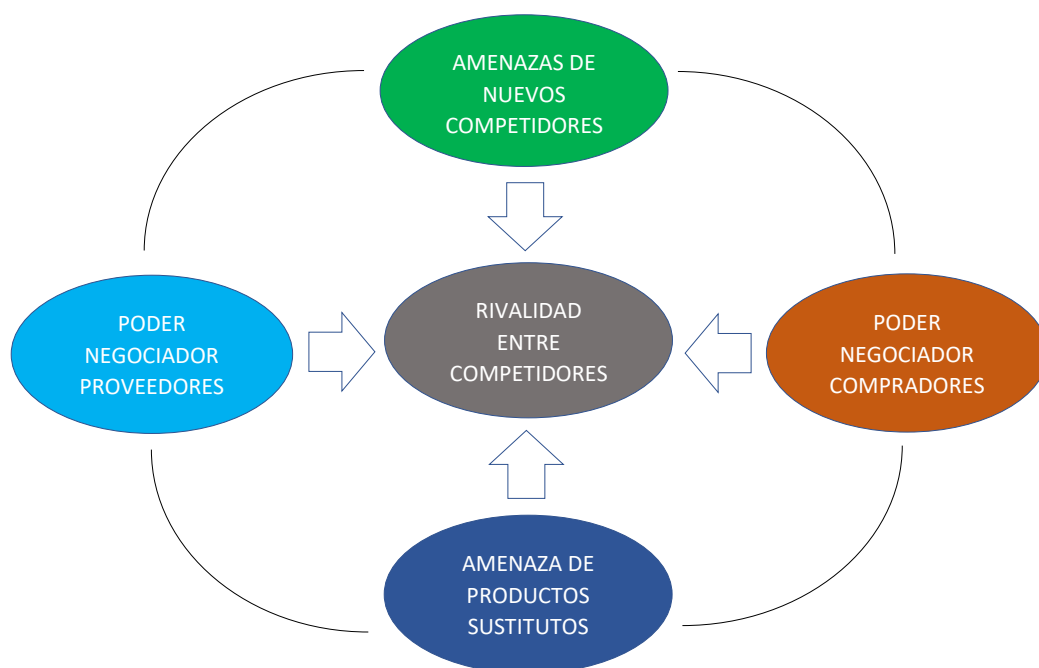 AMENAZAS DE
NUEVOS
COMPETIDORES
PODER
NEGOCIADOR
PROVEEDORES
RIVALIDAD
ENTRE
COMPETIDORES
PODER
NEGOCIADOR
COMPRADORES
AMENAZA DE
PRODUCTOS
SUSTITUTOS